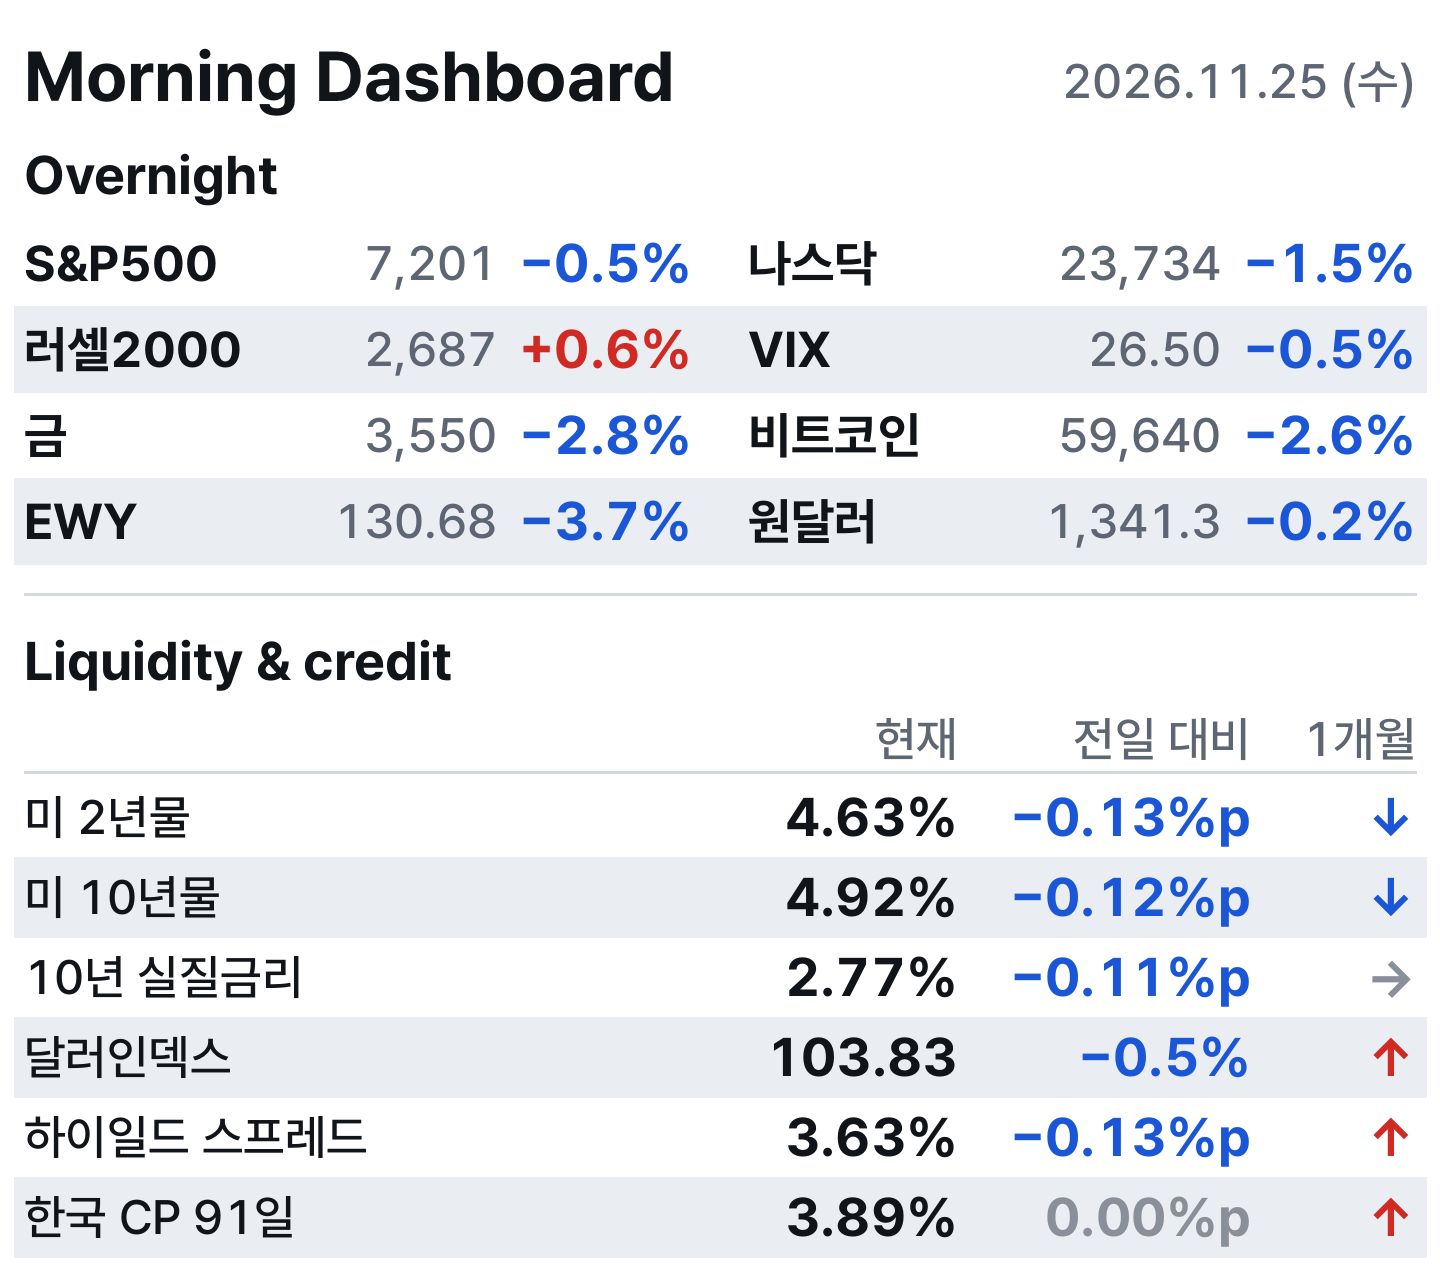 Morning Dashboard 2026.11.25 (수)
Overnight
S&P500 7,201 −0.5% 나스닥 23,734 −1.5%
러셀2000 2,687 +0.6% VIX 26.50 −0.5%
금 3,550 −2.8% 비트코인 59,640 −2.6%
EWY 130.68 −3.7% 원달러 1,341.3 −0.2%
Liquidity & credit
현재 전일 대비 1개월
미 2년물 4.63% −0.13%p ↓
미 10년물 4.92% −0.12%p ↓
10년 실질금리 2.77% −0.11%p →
달러인덱스 103.83 −0.5% ↑
하이일드 스프레드 3.63% −0.13%p ↑
한국 CP 91일 3.89% 0.00%p ↑